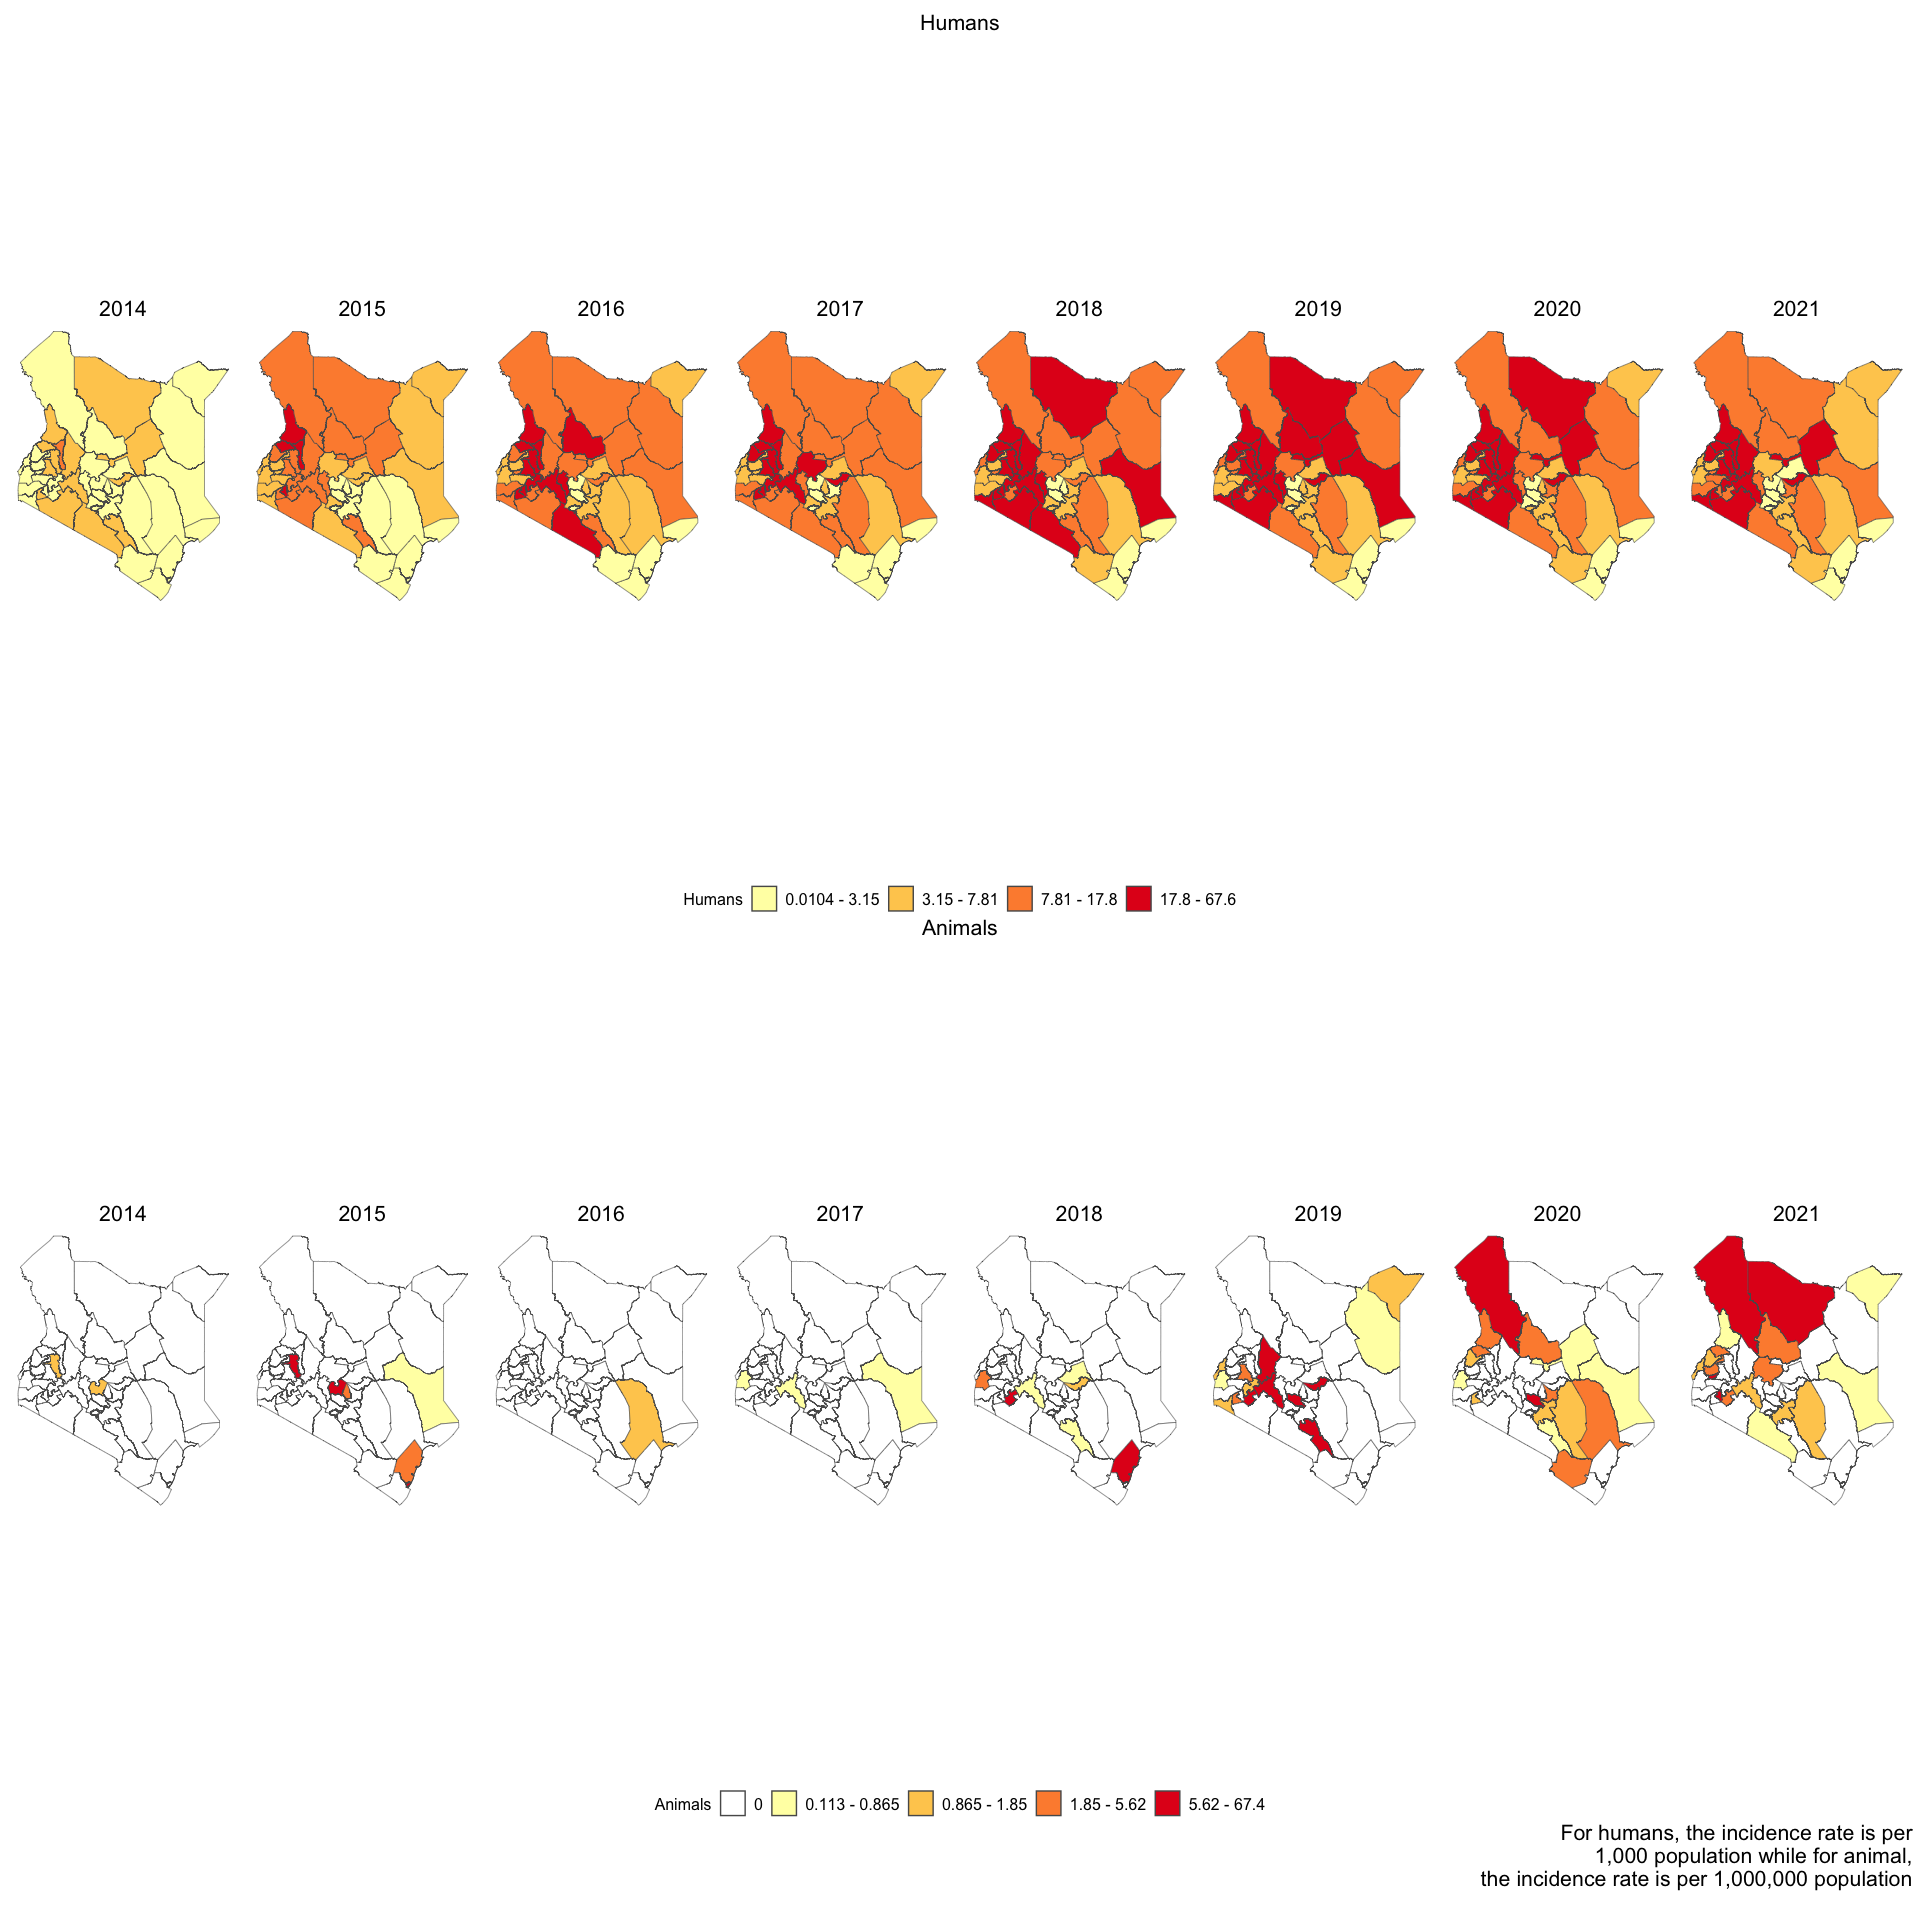 Humans
2014 2015 2016 2017 2018 2019 2020 2021
Humans 0.0104 - 3.15 3.15 - 7.81 7.81 - 17.8 17.8 - 67.6
Animals
2014 2015 2016 2017 2018 2019 2020 2021
Animals 0 0.113 - 0.865 0.865 - 1.85 1.85 - 5.62 5.62 - 67.4
For humans, the incidence rate is per
1,000 population while for animal,
the incidence rate is per 1,000,000 population